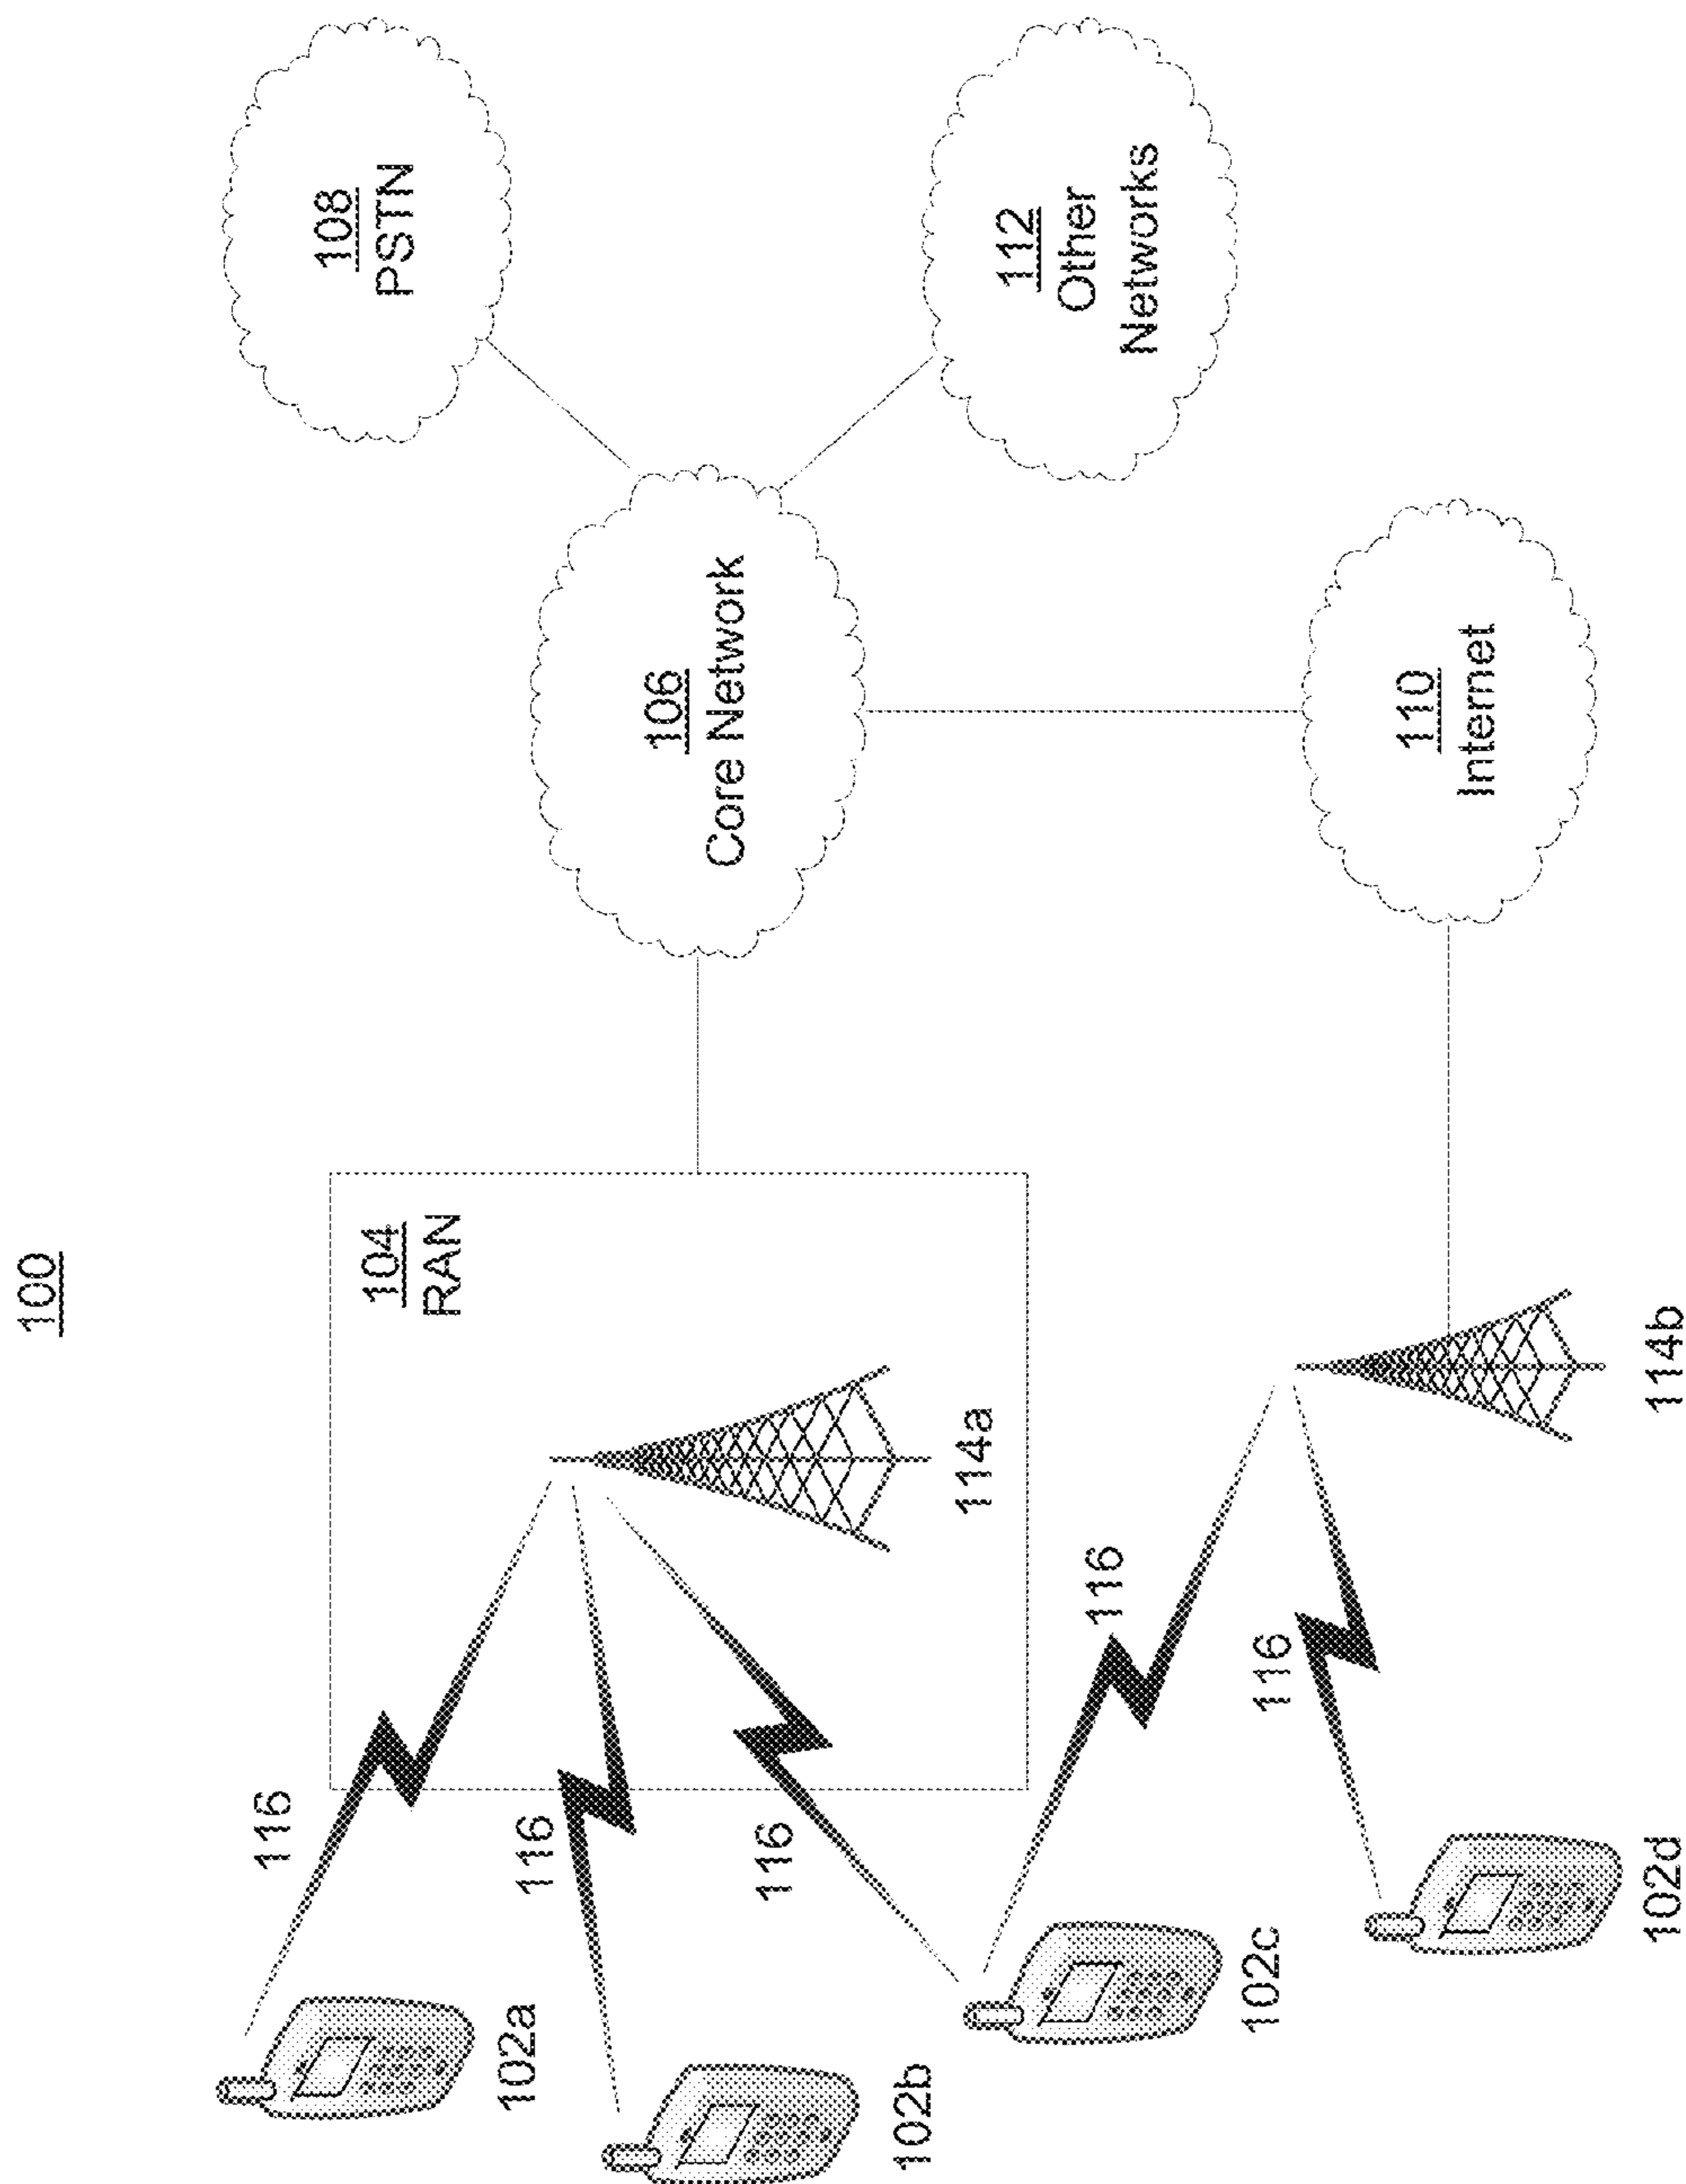 100
116
102a
116
102b
116
102c
116
116
102d
104
RAN
114a
114b
106
Core Network
108
PSTN
112
Other
Networks
110
Internet